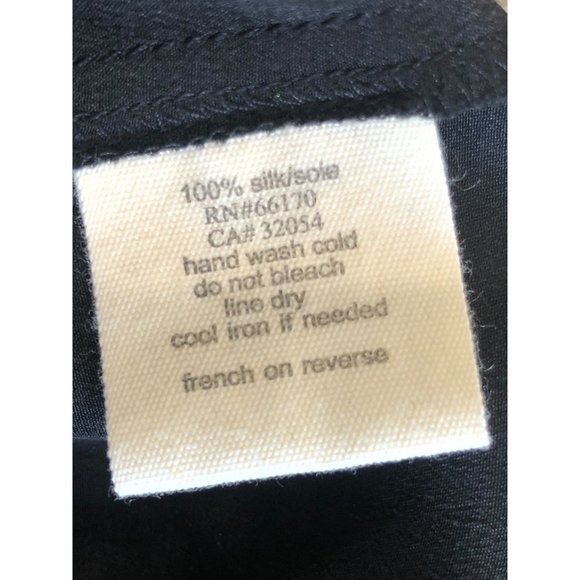 100% silk/soie
RN#66170
CA# 32054
hand wash cold
do not bleach
line dry
cool iron if needed
french on reverse